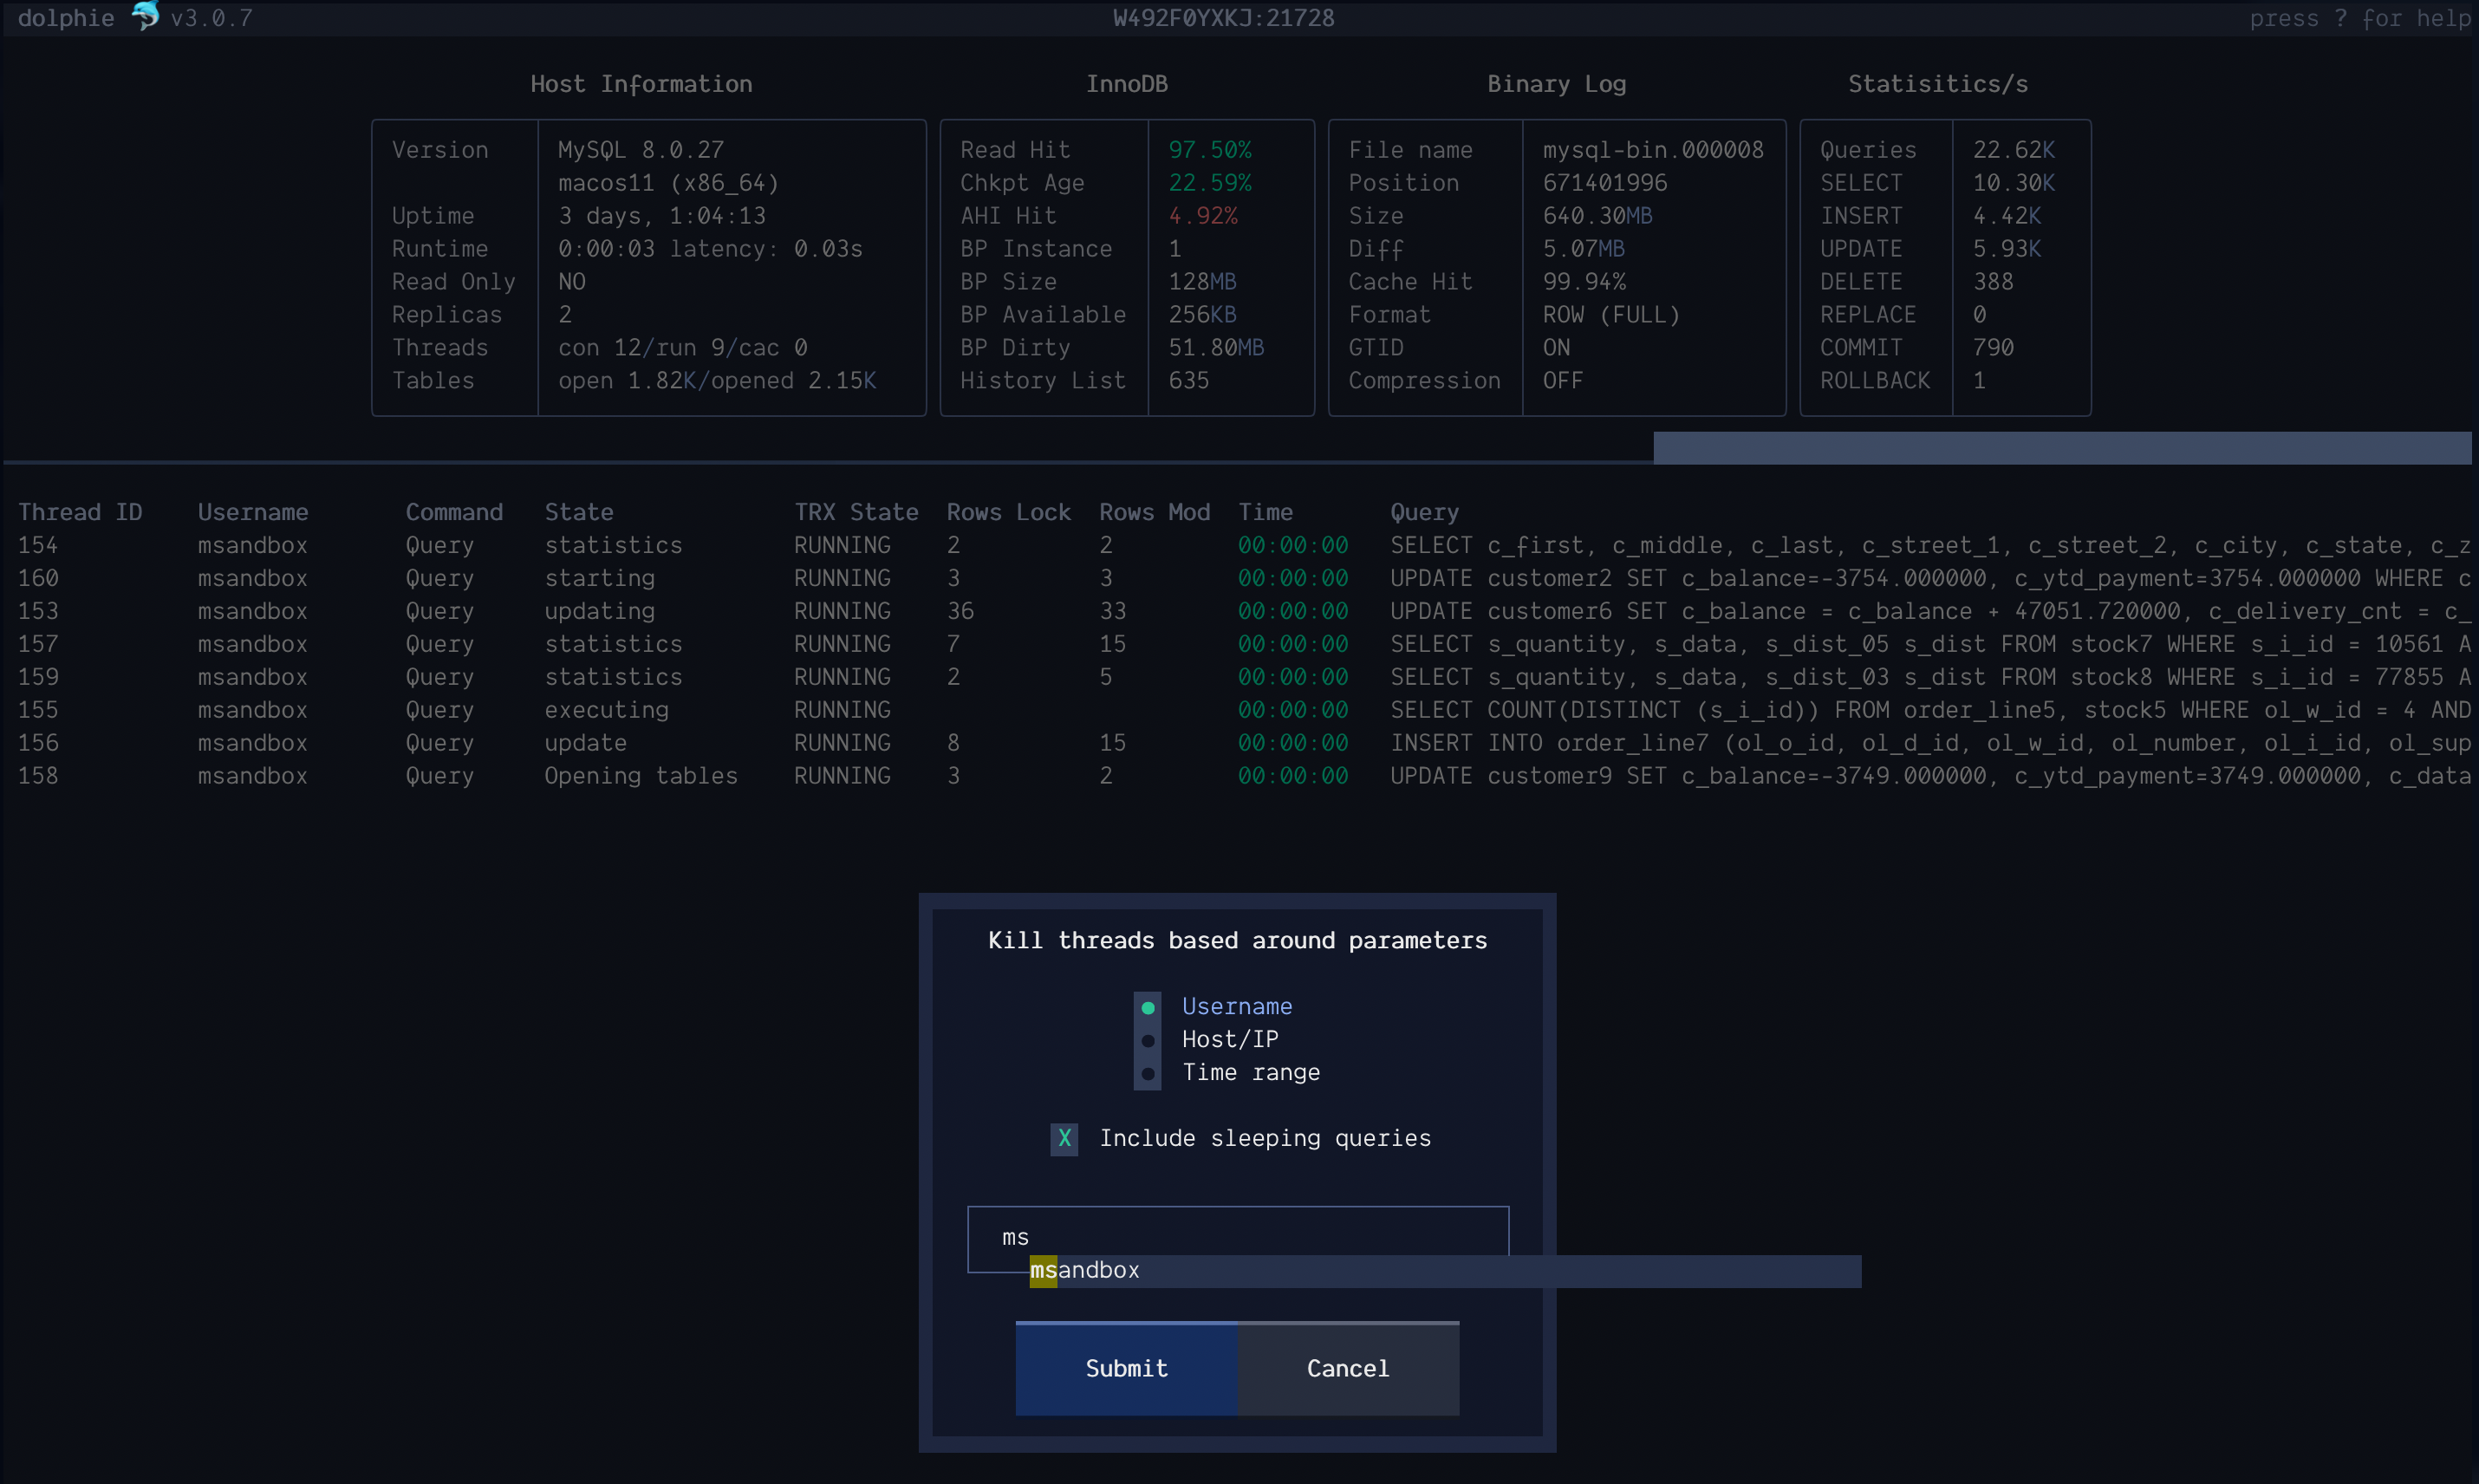 dolphie 🐬 v3.0.7 W492F0YXKJ:21728 press ? for help
Host Information InnoDB Binary Log Statisitics/s
Version MySQL 8.0.27 Read Hit 97.50% File name mysql-bin.000008 Queries 22.62K
macos11 (x86_64) Chkpt Age 22.59% Position 671401996 SELECT 10.30K
Uptime 3 days, 1:04:13 AHI Hit 4.92% Size 640.30MB INSERT 4.42K
Runtime 0:00:03 latency: 0.03s BP Instance 1 Diff 5.07MB UPDATE 5.93K
Read Only NO BP Size 128MB Cache Hit 99.94% DELETE 388
Replicas 2 BP Available 256KB Format ROW (FULL) REPLACE 0
Threads con 12/run 9/cac 0 BP Dirty 51.80MB GTID ON COMMIT 790
Tables open 1.82K/opened 2.15K History List 635 Compression OFF ROLLBACK 1
Thread ID Username Command State TRX State Rows Lock Rows Mod Time Query
154 msandbox Query statistics RUNNING 2 2 00:00:00 SELECT c_first, c_middle, c_last, c_street_1, c_street_2, c_city, c_state, c_z
160 msandbox Query starting RUNNING 3 3 00:00:00 UPDATE customer2 SET c_balance=-3754.000000, c_ytd_payment=3754.000000 WHERE c
153 msandbox Query updating RUNNING 36 33 00:00:00 UPDATE customer6 SET c_balance = c_balance + 47051.720000, c_delivery_cnt = c_
157 msandbox Query statistics RUNNING 7 15 00:00:00 SELECT s_quantity, s_data, s_dist_05 s_dist FROM stock7 WHERE s_i_id = 10561 A
159 msandbox Query statistics RUNNING 2 5 00:00:00 SELECT s_quantity, s_data, s_dist_03 s_dist FROM stock8 WHERE s_i_id = 77855 A
155 msandbox Query executing RUNNING 00:00:00 SELECT COUNT(DISTINCT (s_i_id)) FROM order_line5, stock5 WHERE ol_w_id = 4 AND
156 msandbox Query update RUNNING 8 15 00:00:00 INSERT INTO order_line7 (ol_o_id, ol_d_id, ol_w_id, ol_number, ol_i_id, ol_sup
158 msandbox Query Opening tables RUNNING 3 2 00:00:00 UPDATE customer9 SET c_balance=-3749.000000, c_ytd_payment=3749.000000, c_data
Kill threads based around parameters
Username
Host/IP
Time range
X Include sleeping queries
ms
msandbox
Submit Cancel